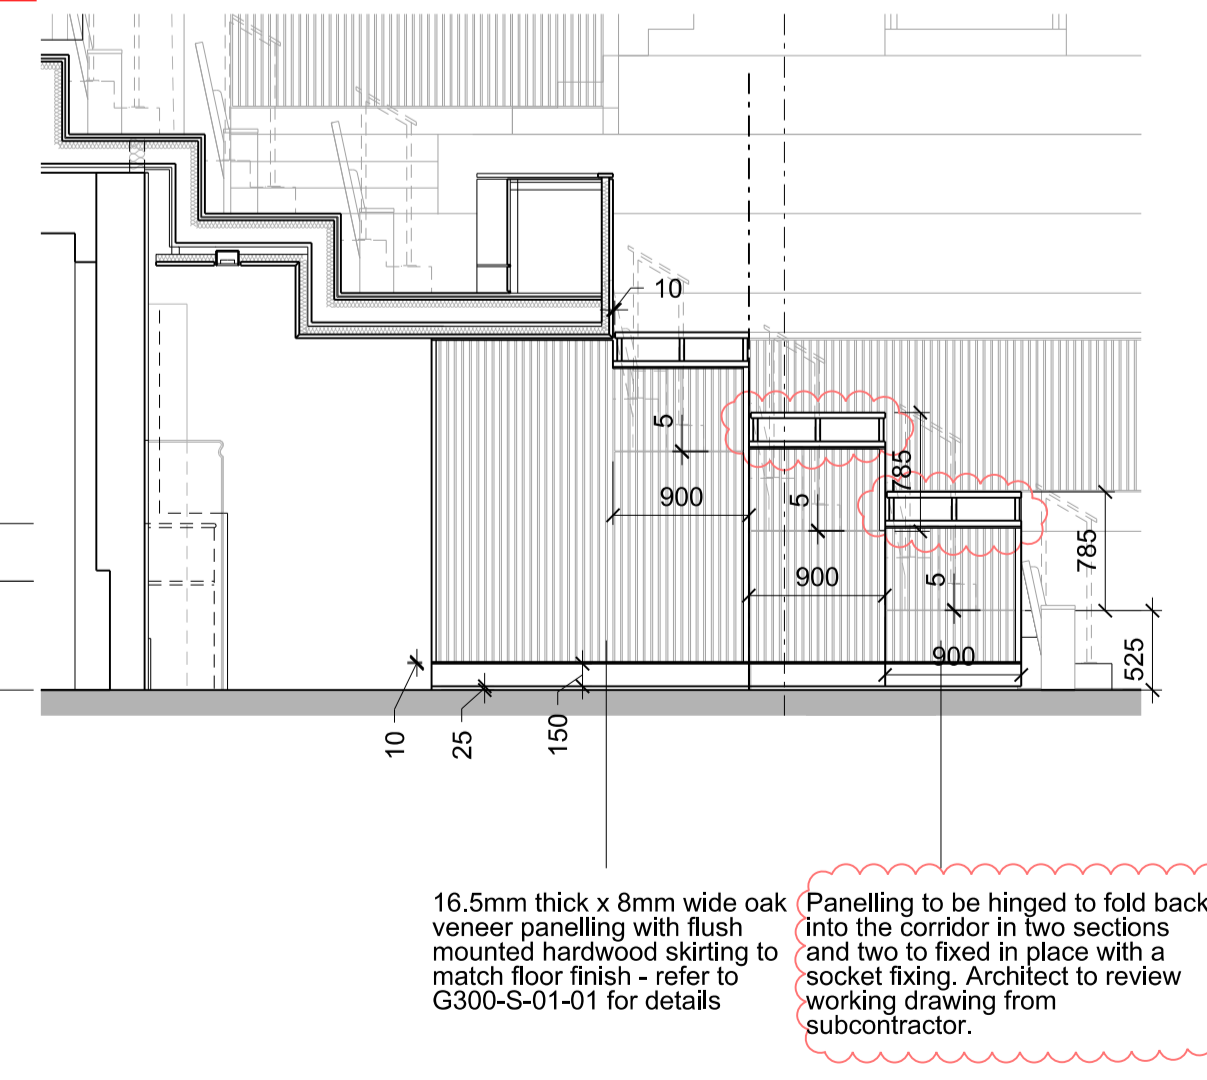 10
5
785
900
5
785
900
5
900
525
10
25
150
16.5mm thick x 8mm wide oak
veneer panelling with flush
mounted hardwood skirting to
match floor finish - refer to
G300-S-01-01 for details
Panelling to be hinged to fold back
into the corridor in two sections
and two to fixed in place with a
socket fixing. Architect to review
working drawing from
subcontractor.